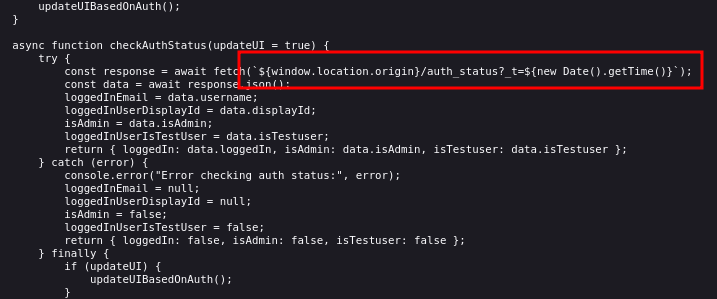 updateUIBasedOnAuth();
}
async function checkAuthStatus(updateUI = true) {
try {
const response = await fetch(`${window.location.origin}/auth_status?_t=${new Date().getTime()}`);
const data = await response.json();
loggedInEmail = data.username;
loggedInUserDisplayId = data.displayId;
isAdmin = data.isAdmin;
loggedInUserIsTestUser = data.isTestuser;
return { loggedIn: data.loggedIn, isAdmin: data.isAdmin, isTestuser: data.isTestuser };
} catch (error) {
console.error("Error checking auth status:", error);
loggedInEmail = null;
loggedInUserDisplayId = null;
isAdmin = false;
loggedInUserIsTestUser = false;
return { loggedIn: false, isAdmin: false, isTestuser: false };
} finally {
if (updateUI) {
updateUIBasedOnAuth();
}